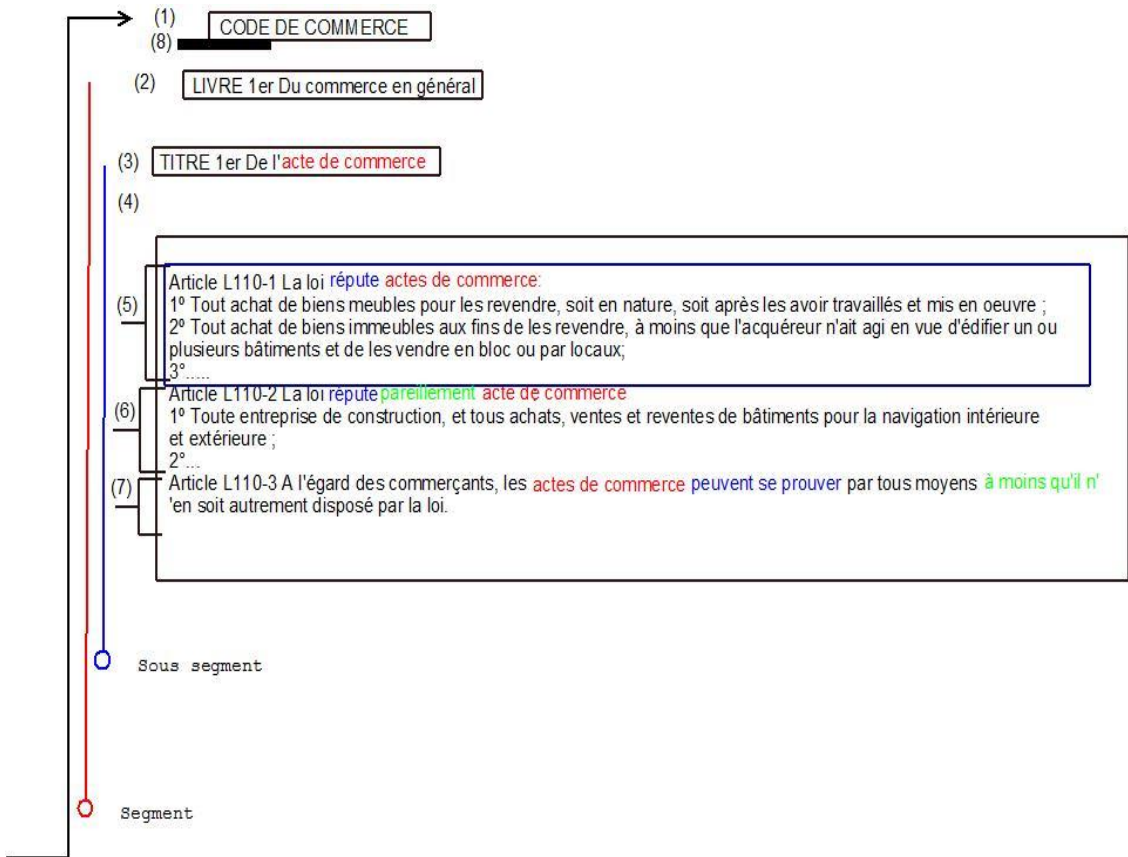 (1) CODE DE COMMERCE
(8)
(2) LIVRE 1er Du commerce en général
(3) TITRE 1er De l'acte de commerce
(4)
(5)
Article L110-1 La loi répute actes de commerce:
1º Tout achat de biens meubles pour les revendre, soit en nature, soit après les avoir travaillés et mis en oeuvre ;
2º Tout achat de biens immeubles aux fins de les revendre, à moins que l'acquéreur n'ait agi en vue d'édifier un ou
plusieurs bâtiments et de les vendre en bloc ou par locaux;
3°.....
(6)
Article L110-2 La loi répute pareillement acte de commerce
1º Toute entreprise de construction, et tous achats, ventes et reventes de bâtiments pour la navigation intérieure
et extérieure ;
2°...
(7) Article L110-3 A l'égard des commerçants, les actes de commerce peuvent se prouver par tous moyens à moins qu'il n'
'en soit autrement disposé par la loi.
Sous segment
Segment